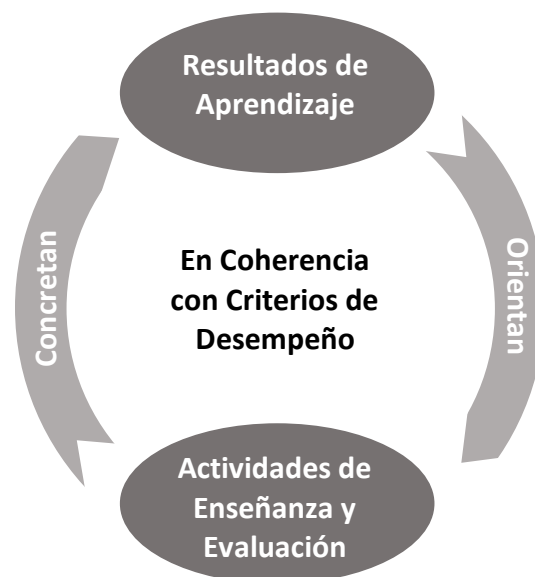 Resultados de
Aprendizaje
Concretan
En Coherencia
con Criterios de
Desempeño
Orientan
Actividades de
Enseñanza y
Evaluación